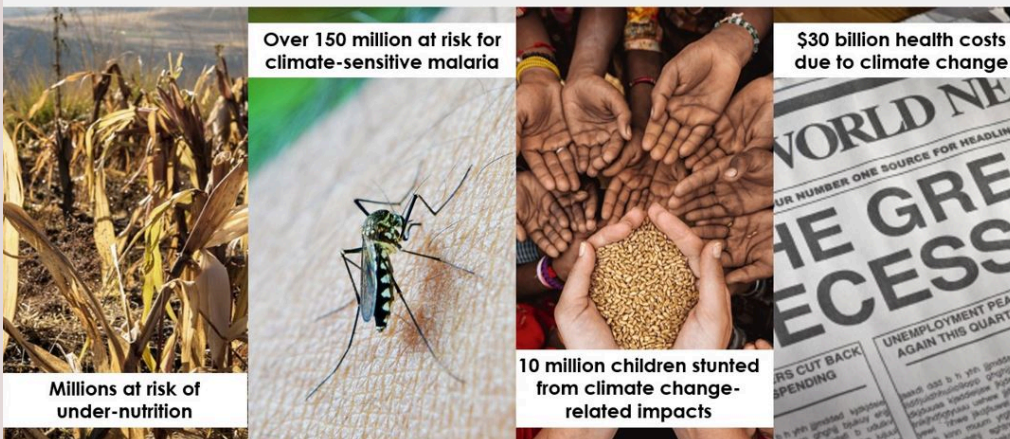 Millions at risk of
under-nutrition
Over 150 million at risk for
climate-sensitive malaria
10 million children stunted
from climate change-
related impacts
$30 billion health costs
due to climate change
WORLD NE
UR NUMBER ONE SOURCE FOR HEADLIN
HE GRE
ECESS
ERS CUT BACK
SPENDING
UNEMPLOYMENT PEA
AGAIN THIS QUART